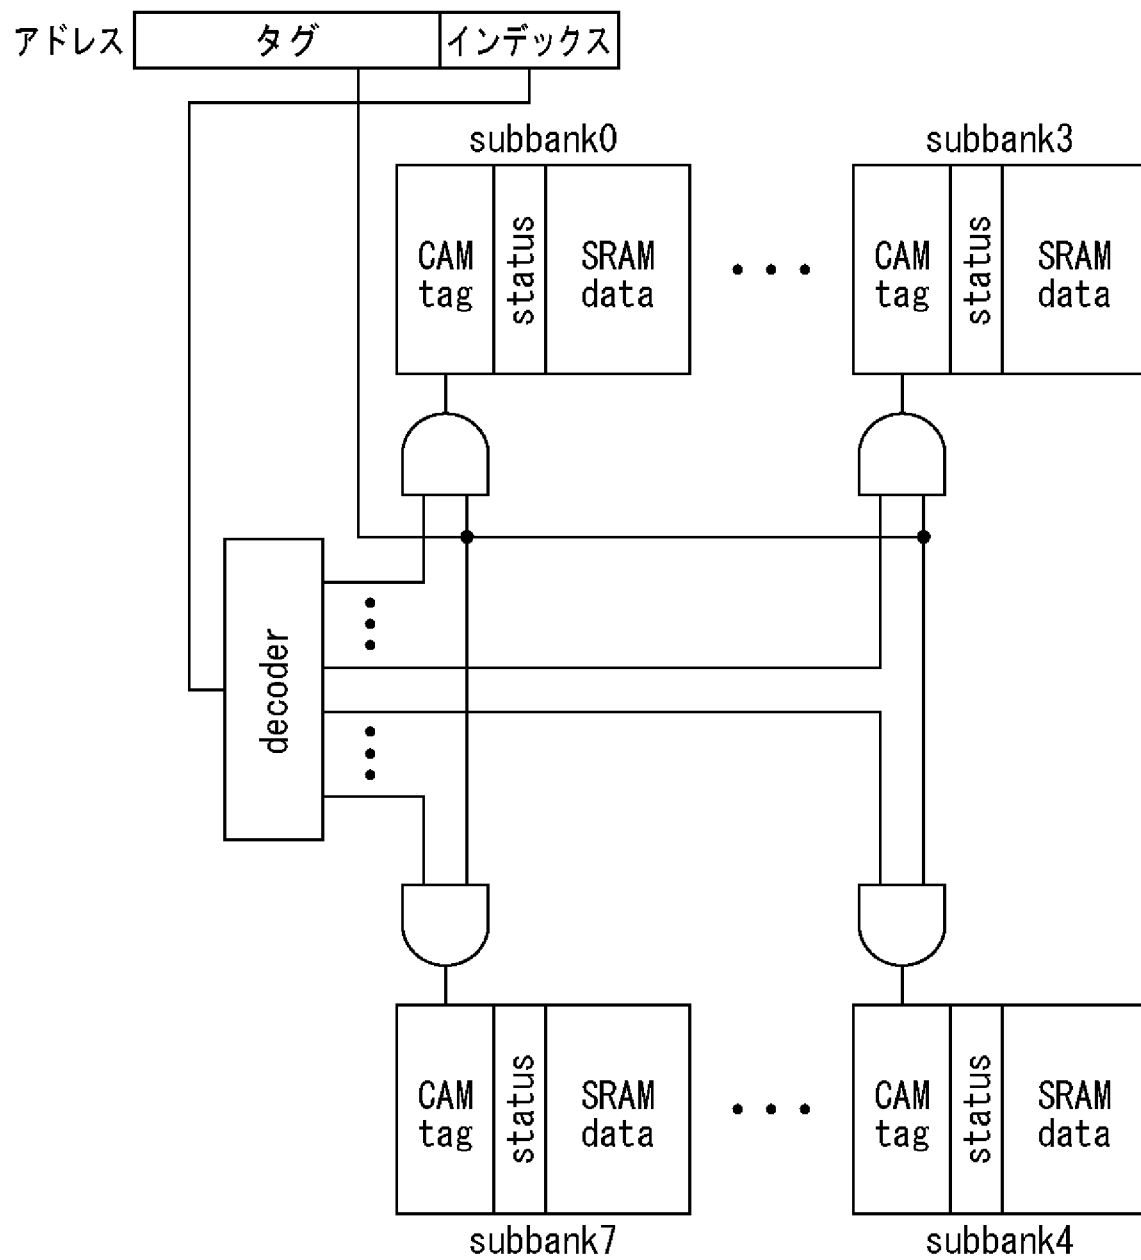 アドレス タグ インデックス
subbank0 subbank3
CAM tag status SRAM data CAM tag status SRAM data
decoder
CAM tag status SRAM data CAM tag status SRAM data
subbank7 subbank4